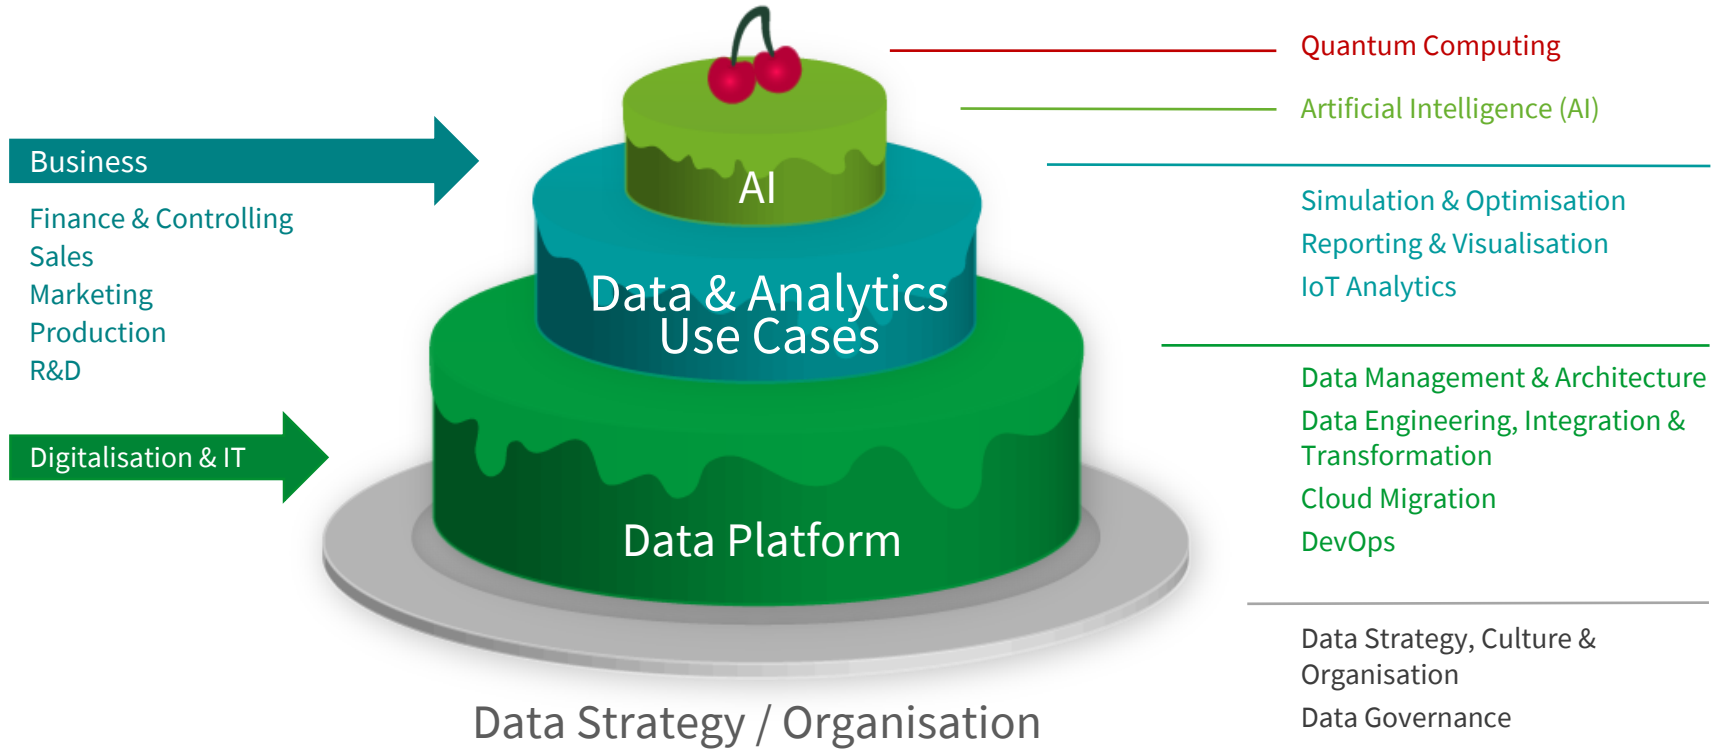 Business
Finance & Controlling
Sales
Marketing
Production
R&D
Digitalisation & IT
AI
Data & Analytics
Use Cases
Data Platform
Data Strategy / Organisation
Quantum Computing
Artificial Intelligence (AI)
Simulation & Optimisation
Reporting & Visualisation
IoT Analytics
Data Management & Architecture
Data Engineering, Integration &
Transformation
Cloud Migration
DevOps
Data Strategy, Culture &
Organisation
Data Governance